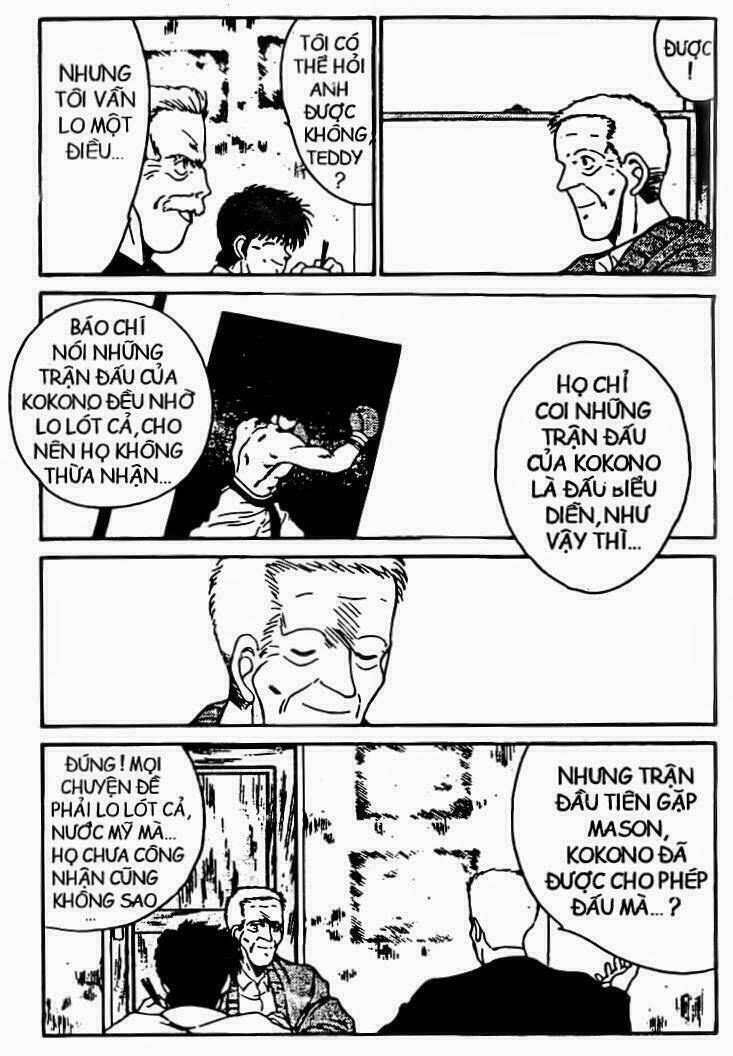 NHƯNG
TÔI VẪN
LO MỘT
ĐIỀU...
TÔI CÓ
THỂ HỎI
ANH
ĐƯỢC
KHÔNG,
TEDDY
?
ĐƯỢC
!
BÁO CHÍ
NÓI NHỮNG
TRẬN ĐẤU CỦA
KOKONO ĐỀU NHỜ
LO LÓT CẢ, CHO
NÊN HỌ KHÔNG
THỪA NHẬN...
HỌ CHỈ
COI NHỮNG
TRẬN ĐẤU
CỦA KOKONO
LÀ ĐẤU BIỂU
DIỄN, NHƯ
VẬY THÌ...
ĐÚNG! MỌI
CHUYỆN ĐỀ
PHẢI LO LÓT CẢ,
NƯỚC MỸ MÀ...
HỌ CHƯA CÔNG
NHẬN CŨNG
KHÔNG SAO
...
NHƯNG TRẬN
ĐẦU TIÊN GẶP
MASON,
KOKONO ĐÃ
ĐƯỢC CHO PHÉP
ĐẤU MÀ...?